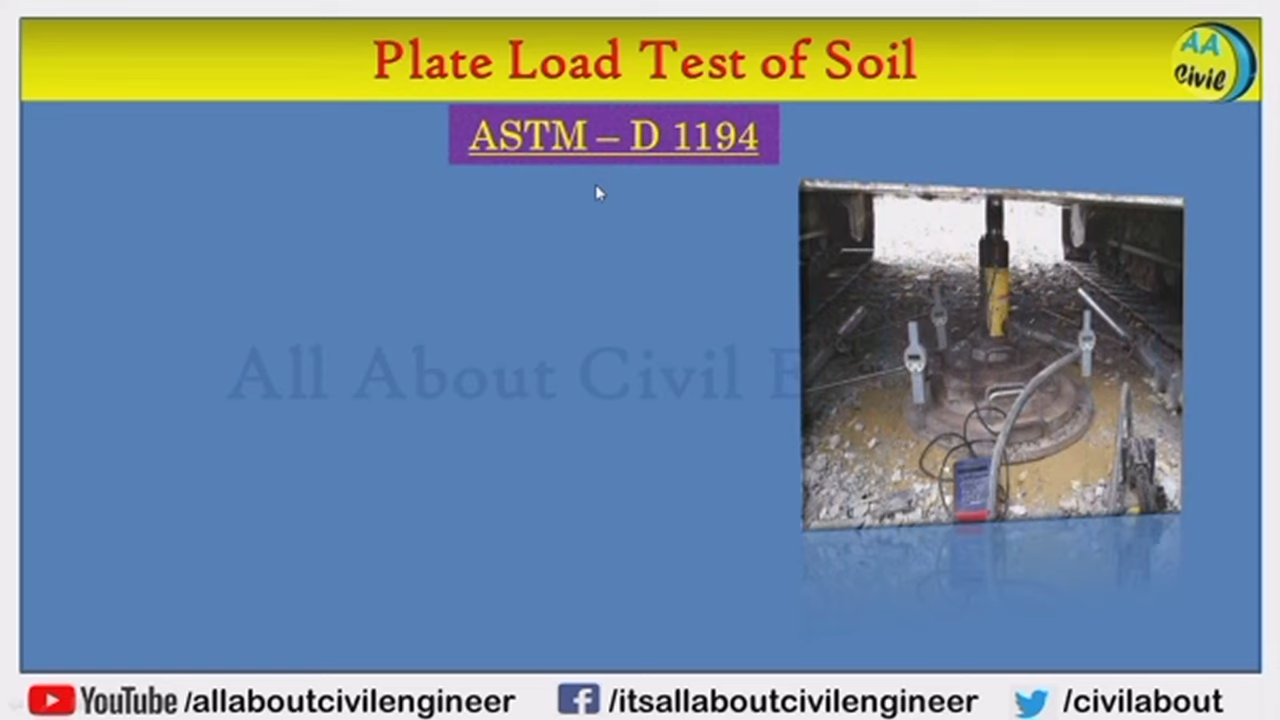 Plate Load Test of Soil
AA
Civil
ASTM – D 1194
All About Civil E
YouTube /allaboutcivilengineer
/itsallaboutcivilengineer
/civilabout